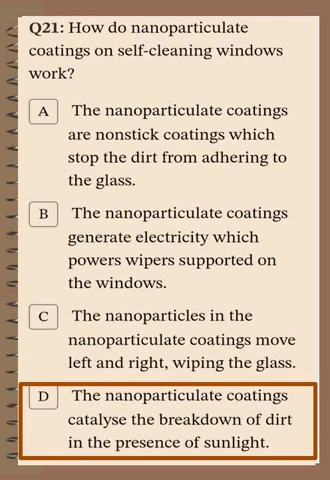 Q21: How do nanoparticulate
coatings on self-cleaning windows
work?
A The nanoparticulate coatings
are nonstick coatings which
stop the dirt from adhering to
the glass.
B The nanoparticulate coatings
generate electricity which
powers wipers supported on
the windows.
C The nanoparticles in the
nanoparticulate coatings move
left and right, wiping the glass.
D The nanoparticulate coatings
catalyse the breakdown of dirt
in the presence of sunlight.